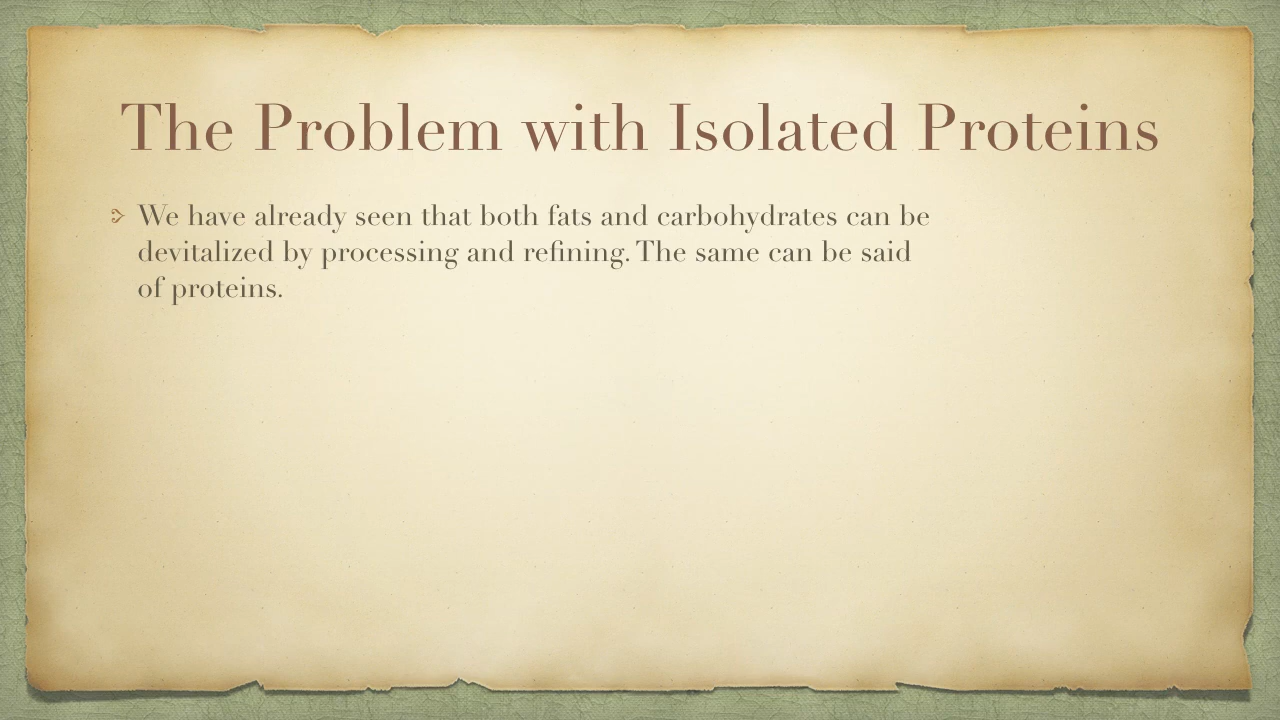 The Problem with Isolated Proteins
We have already seen that both fats and carbohydrates can be
devitalized by processing and refining. The same can be said
of proteins.